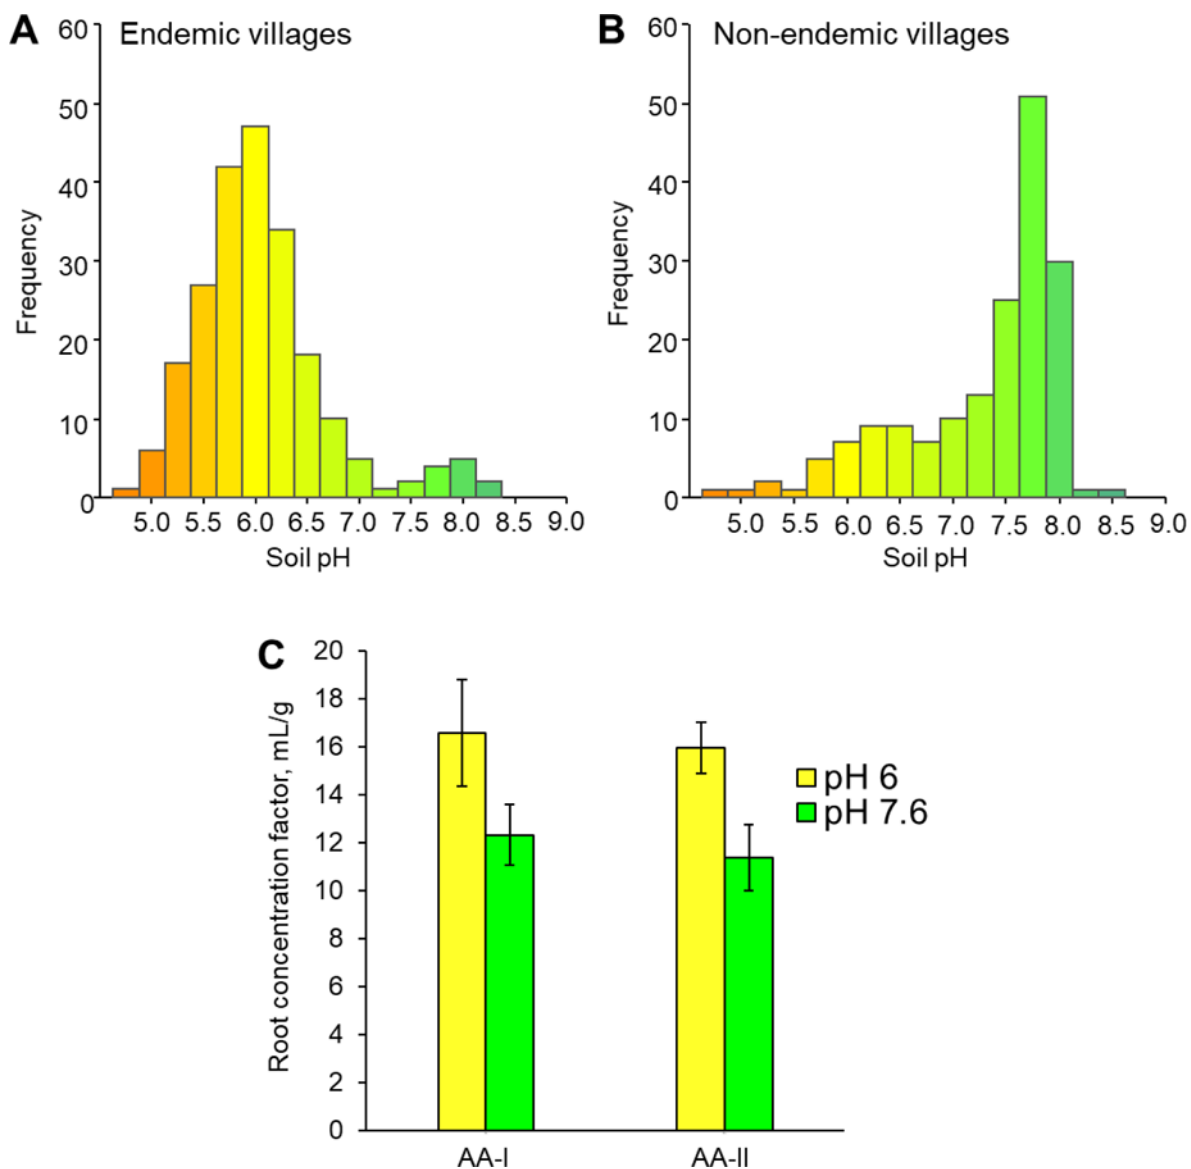 A Endemic villages
60
50
40
30
20
10
0
Frequency
5.0 5.5 6.0 6.5 7.0 7.5 8.0 8.5 9.0
Soil pH
B Non-endemic villages
60
50
40
30
20
10
0
Frequency
5.0 5.5 6.0 6.5 7.0 7.5 8.0 8.5 9.0
Soil pH
C
20
18
16
14
12
10
8
6
4
2
0
Root concentration factor, mL/g
pH 6
pH 7.6
AA-I AA-II